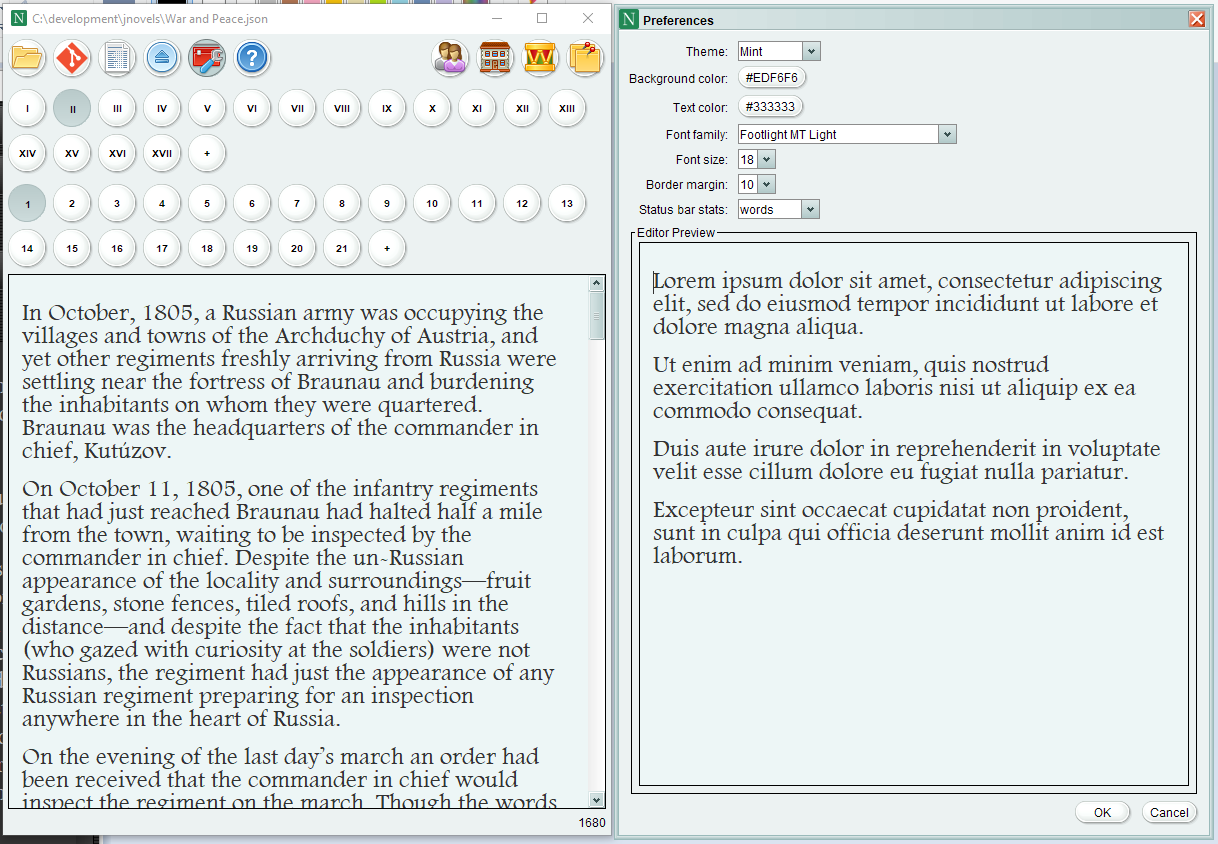 N C:\development\jnovels\War and Peace.json
I II III IV V VI VII VIII IX X XI XII XIII
XIV XV XVI XVII +
1 2 3 4 5 6 7 8 9 10 11 12 13
14 15 16 17 18 19 20 21 +
In October, 1805, a Russian army was occupying the
villages and towns of the Archduchy of Austria, and
yet other regiments freshly arriving from Russia were
settling near the fortress of Braunau and burdening
the inhabitants on whom they were quartered.
Braunau was the headquarters of the commander in
chief, Kutúzov.
On October 11, 1805, one of the infantry regiments
that had just reached Braunau had halted half a mile
from the town, waiting to be inspected by the
commander in chief. Despite the un-Russian
appearance of the locality and surroundings—fruit
gardens, stone fences, tiled roofs, and hills in the
distance—and despite the fact that the inhabitants
(who gazed with curiosity at the soldiers) were not
Russians, the regiment had just the appearance of any
Russian regiment preparing for an inspection
anywhere in the heart of Russia.
On the evening of the last day’s march an order had
been received that the commander in chief would
inspect the regiment on the march. Though the words
1680
N Preferences
Theme: Mint
Background color: #EDF6F6
Text color: #333333
Font family: Footlight MT Light
Font size: 18
Border margin: 10
Status bar stats: words
Editor Preview
Lorem ipsum dolor sit amet, consectetur adipiscing
elit, sed do eiusmod tempor incididunt ut labore et
dolore magna aliqua.
Ut enim ad minim veniam, quis nostrud
exercitation ullamco laboris nisi ut aliquip ex ea
commodo consequat.
Duis aute irure dolor in reprehenderit in voluptate
velit esse cillum dolore eu fugiat nulla pariatur.
Excepteur sint occaecat cupidatat non proident,
sunt in culpa qui officia deserunt mollit anim id est
laborum.
OK Cancel